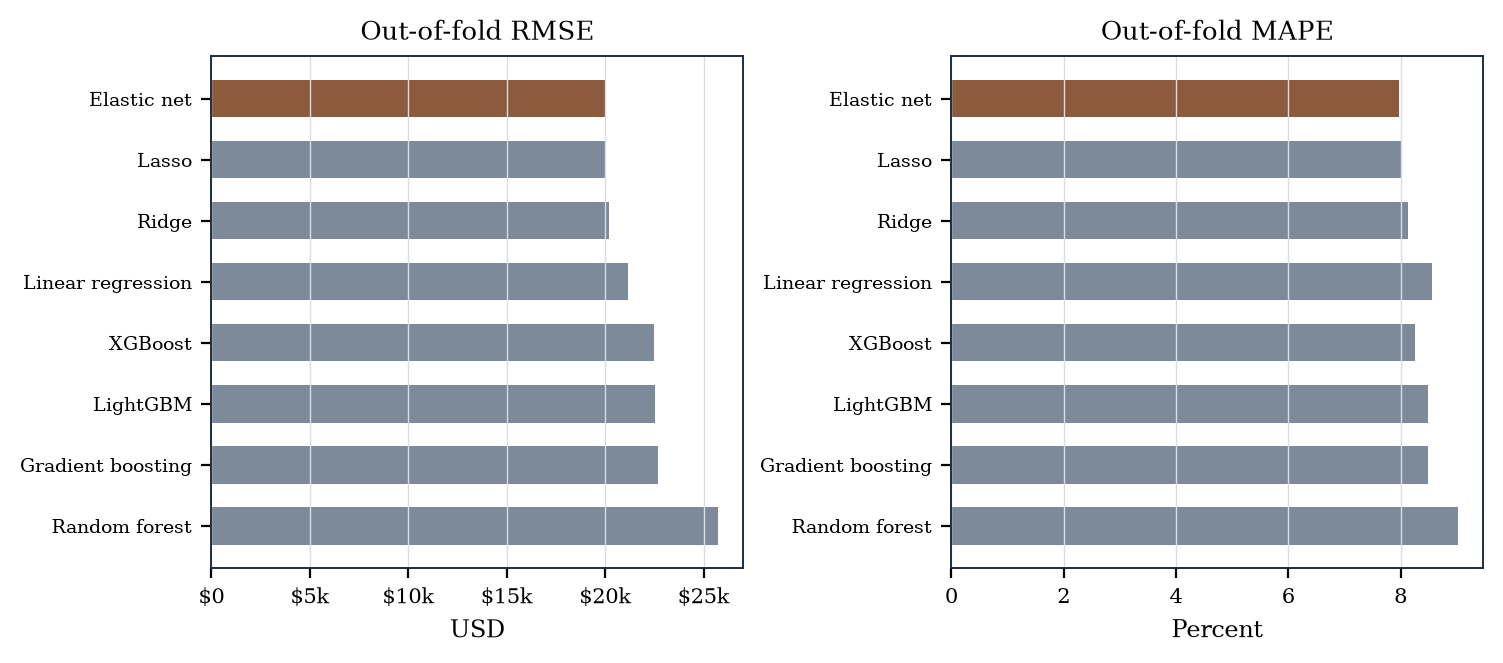 Out-of-fold RMSE
Elastic net
Lasso
Ridge
Linear regression
XGBoost
LightGBM
Gradient boosting
Random forest
$0 $5k $10k $15k $20k $25k
USD
Out-of-fold MAPE
Elastic net
Lasso
Ridge
Linear regression
XGBoost
LightGBM
Gradient boosting
Random forest
0 2 4 6 8
Percent